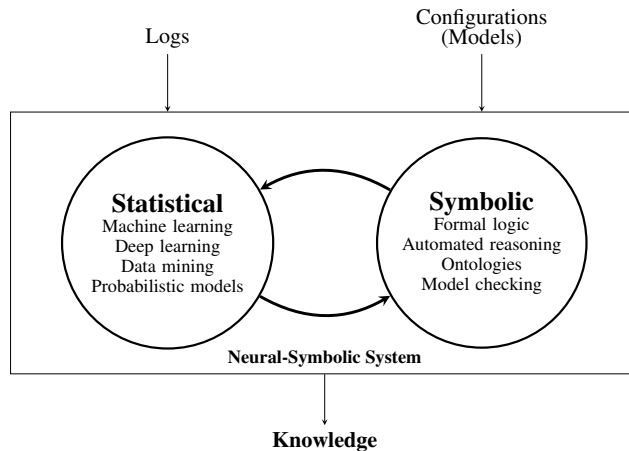 Logs
Configurations
(Models)
Statistical
Machine learning
Deep learning
Data mining
Probabilistic models
Symbolic
Formal logic
Automated reasoning
Ontologies
Model checking
Neural-Symbolic System
Knowledge